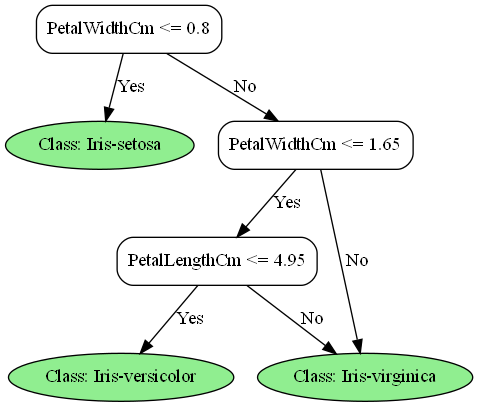 PetalWidthCm <= 0.8
Yes
No
Class: Iris-setosa
PetalWidthCm <= 1.65
Yes
No
PetalLengthCm <= 4.95
Yes
No
Class: Iris-versicolor
Class: Iris-virginica